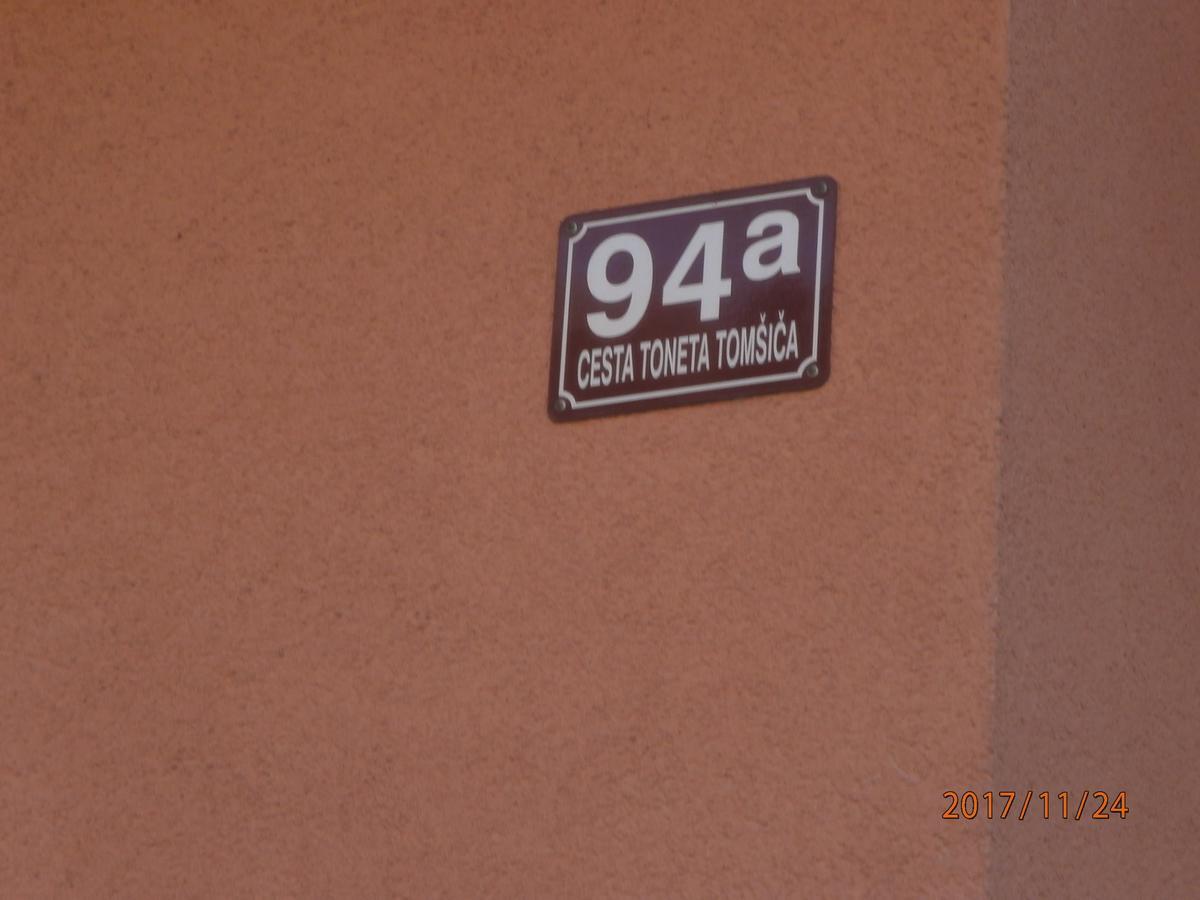 94a
CESTA TONETA TOMŠIČA
2017/11/24